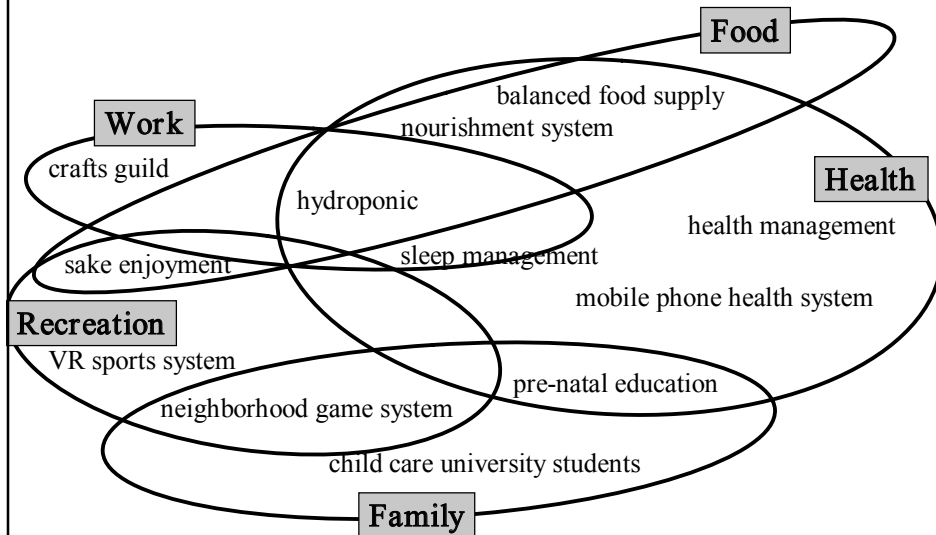 Food
balanced food supply
Work
nourishment system
crafts guild
Health
hydroponic
health management
sleep management
sake enjoyment
mobile phone health system
Recreation
VR sports system
pre-natal education
neighborhood game system
child care university students
Family